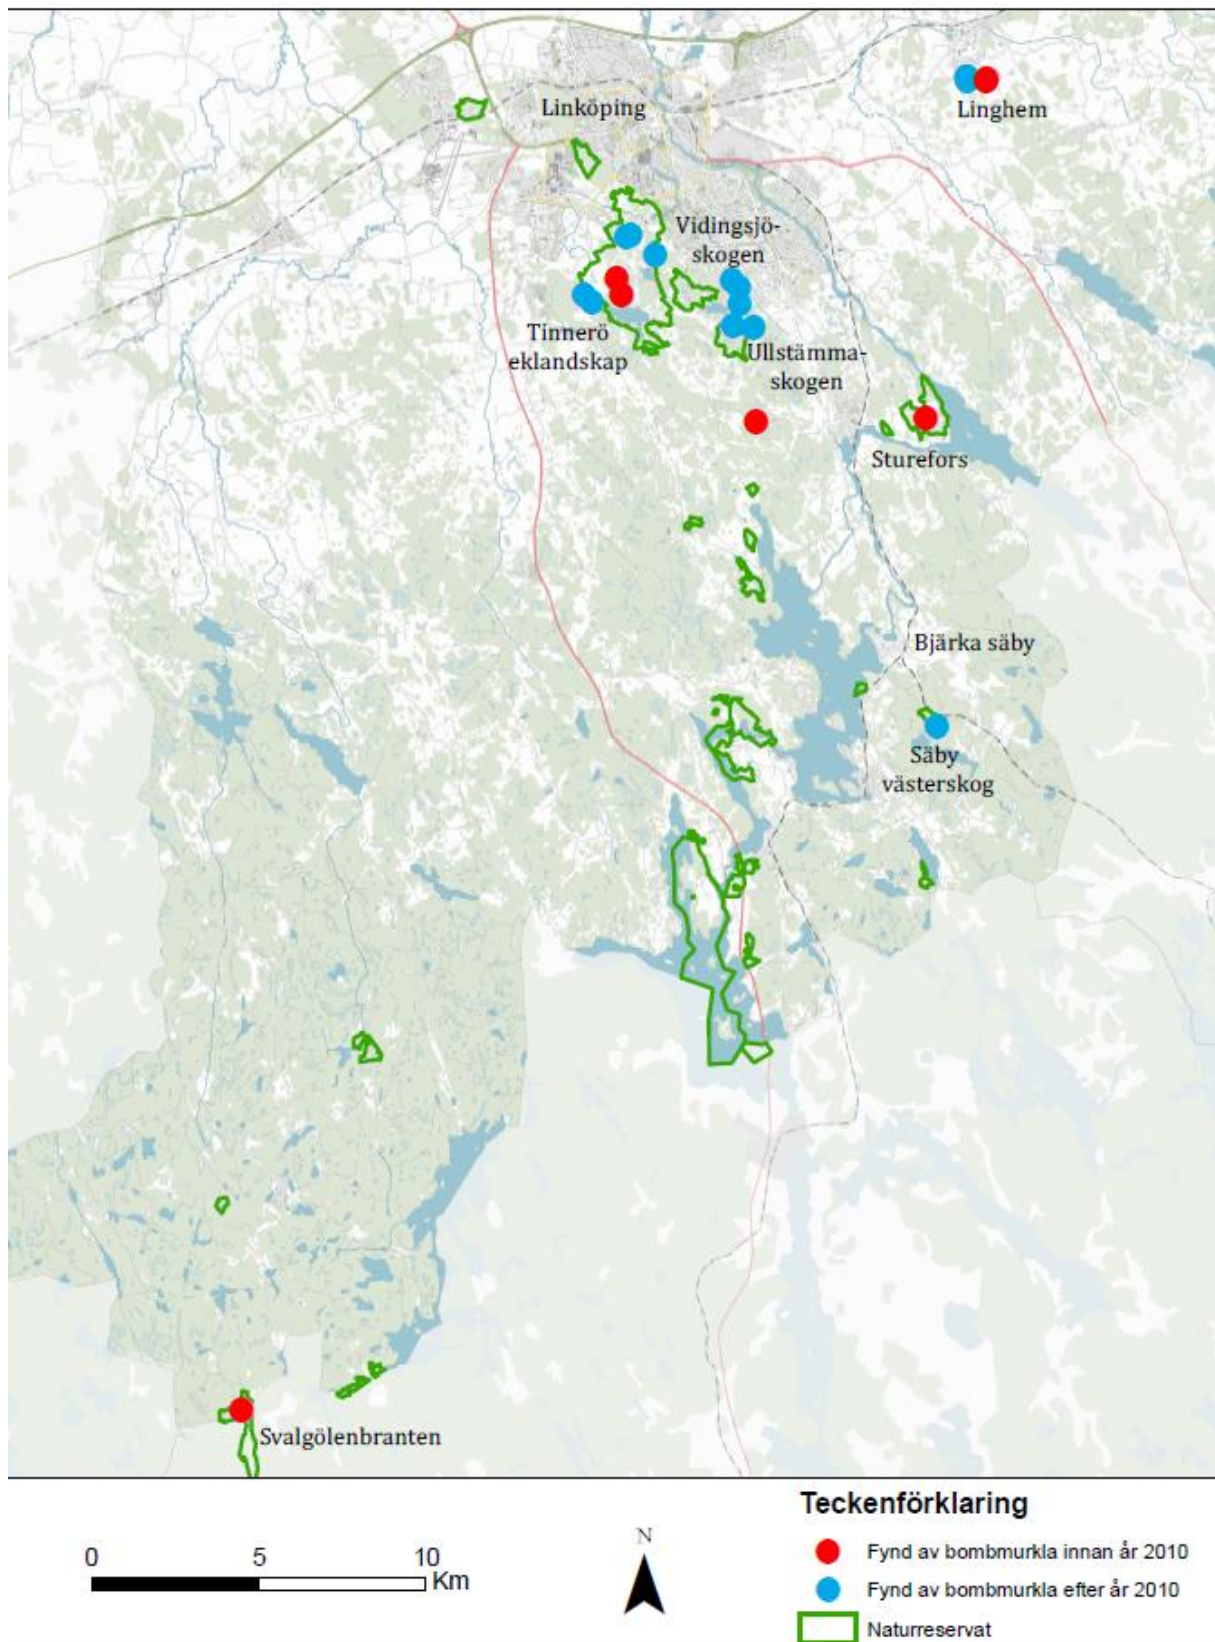 Linköping
Linghem
Vidingsjö-
skogen
Tinnerö
eklandskap
Ullstämma-
skogen
Sturefors
Bjärka säby
Säby
västerskog
Svalgölenbranten
0 5 10
Km
N
Teckenförklaring
Fynd av bombmurkla innan år 2010
Fynd av bombmurkla efter år 2010
Naturreservat